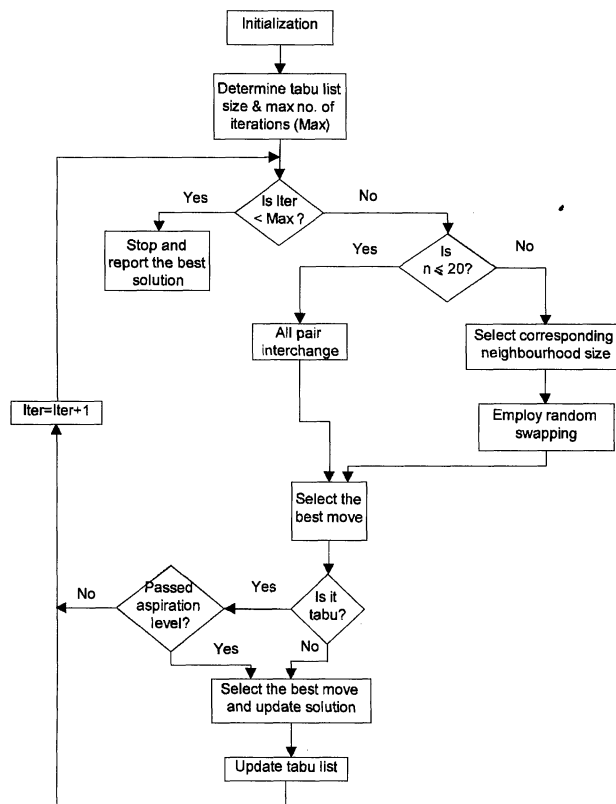 Initialization
Determine tabu list
size & max no. of
iterations (Max)
Yes
Is Iter
< Max ?
No
Stop and
report the best
solution
Yes
Is
n ⩽ 20?
No
All pair
interchange
Select corresponding
neighbourhood size
Iter=Iter+1
Employ random
swapping
Select the
best move
No
Passed
aspiration
level?
Yes
Is it
tabu?
Yes
No
Select the best move
and update solution
Update tabu list